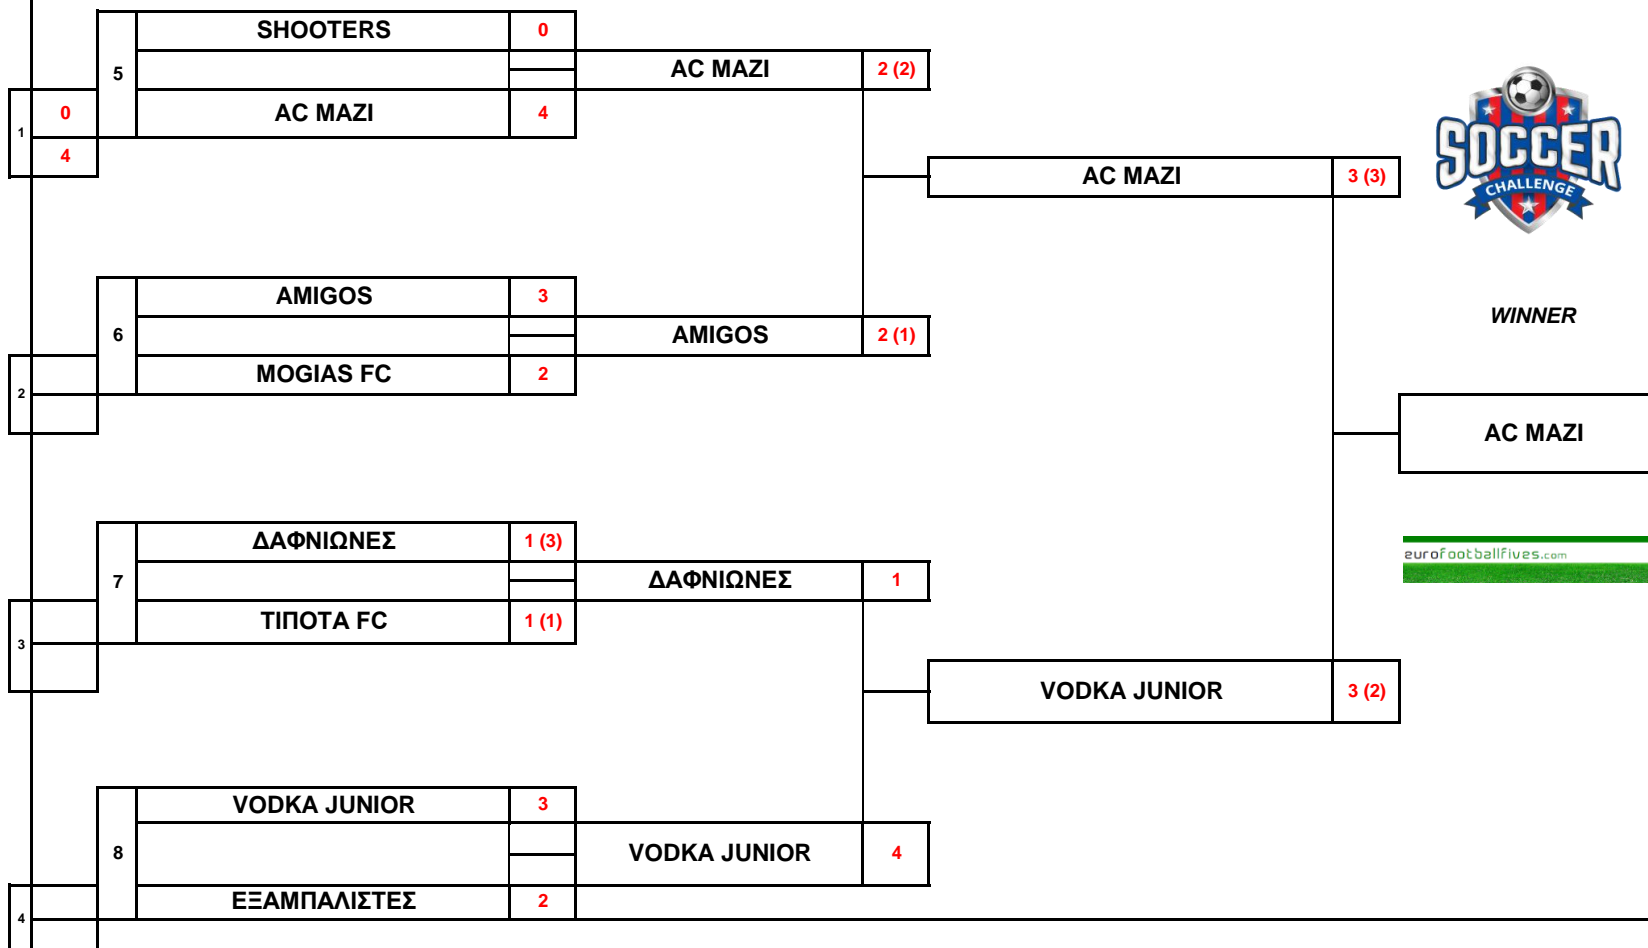 SHOOTERS 0
5
AC MAZI 2 (2)
AC MAZI 4
1
0
4
AC MAZI 3 (3)
SOCCER
CHALLENGE
AMIGOS 3
6
AMIGOS 2 (1)
MOGIAS FC 2
2
WINNER
AC MAZI
ΔΑΦΝΙΩΝΕΣ 1 (3)
7
ΔΑΦΝΙΩΝΕΣ 1
ΤΙΠΟΤΑ FC 1 (1)
3
eurofootballfives.com
VODKA JUNIOR 3 (2)
VODKA JUNIOR 3
8
VODKA JUNIOR 4
ΕΞΑΜΠΑΛΙΣΤΕΣ 2
4